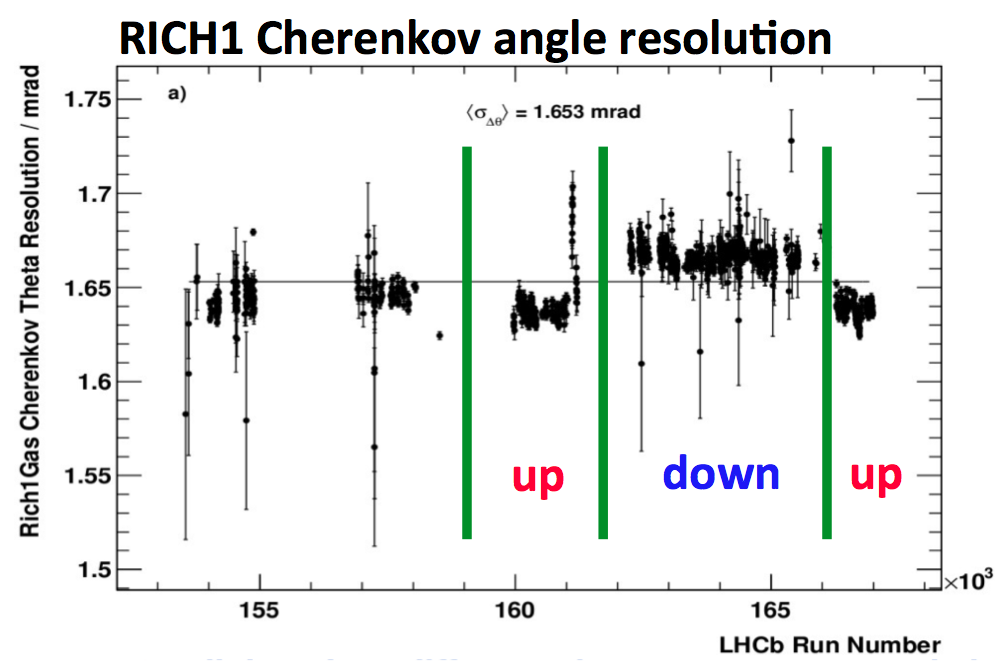 RICH1 Cherenkov angle resolution
Rich1Gas Cherenkov Theta Resolution / mrad
a)
⟨σΔθ⟩ = 1.653 mrad
1.75
1.7
1.65
1.6
1.55
1.5
up
down
up
155
160
165
×10³
LHCb Run Number